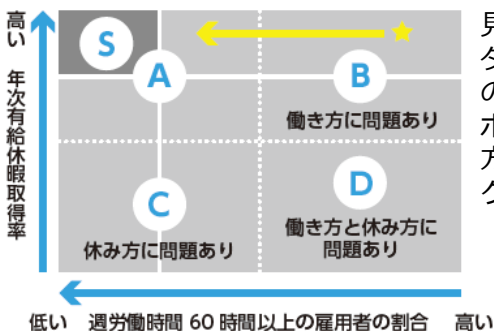 高い
年次有給休暇取得率
S
A
B
働き方に問題あり
C
休み方に問題あり
D
働き方と休み方に
問題あり
低い 週労働時間 60 時間以上の雇用者の割合 高い
見
の
方